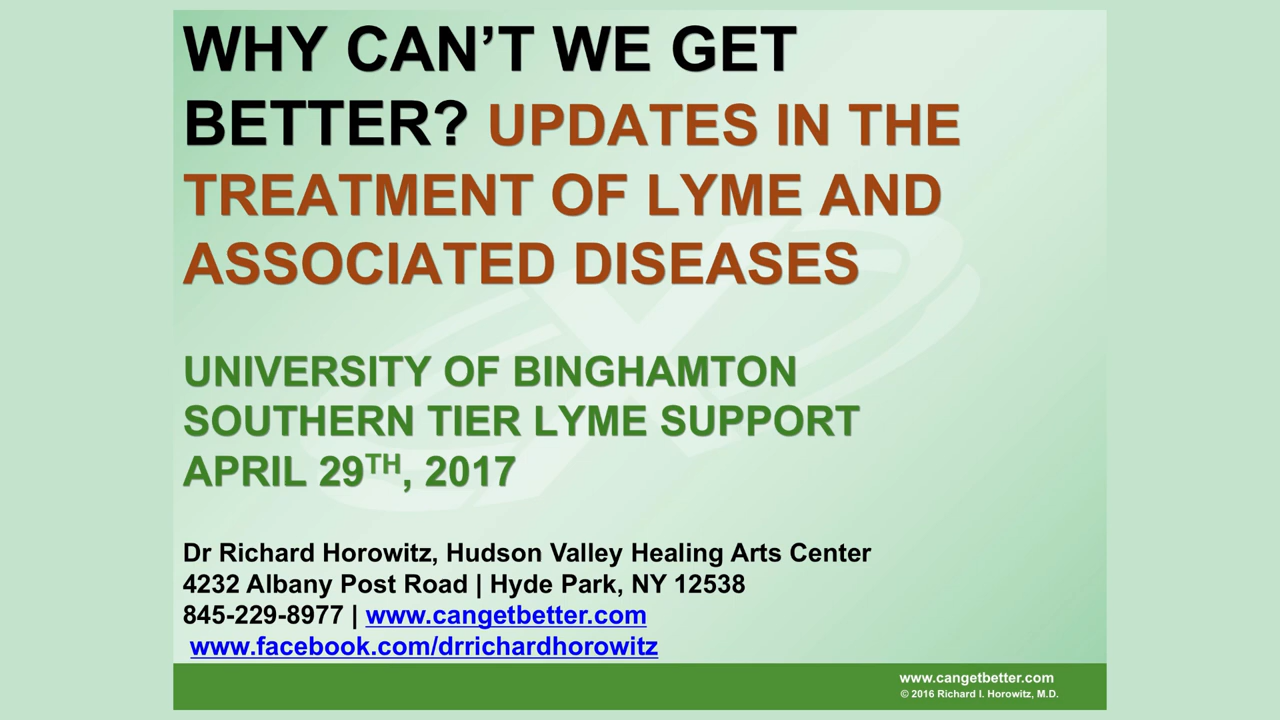 WHY CAN’T WE GET
BETTER? UPDATES IN THE
TREATMENT OF LYME AND
ASSOCIATED DISEASES
UNIVERSITY OF BINGHAMTON
SOUTHERN TIER LYME SUPPORT
APRIL 29TH, 2017
Dr Richard Horowitz, Hudson Valley Healing Arts Center
4232 Albany Post Road | Hyde Park, NY 12538
845-229-8977 | www.cangetbetter.com
www.facebook.com/drrichardhorowitz
www.cangetbetter.com
© 2016 Richard I. Horowitz, M.D.